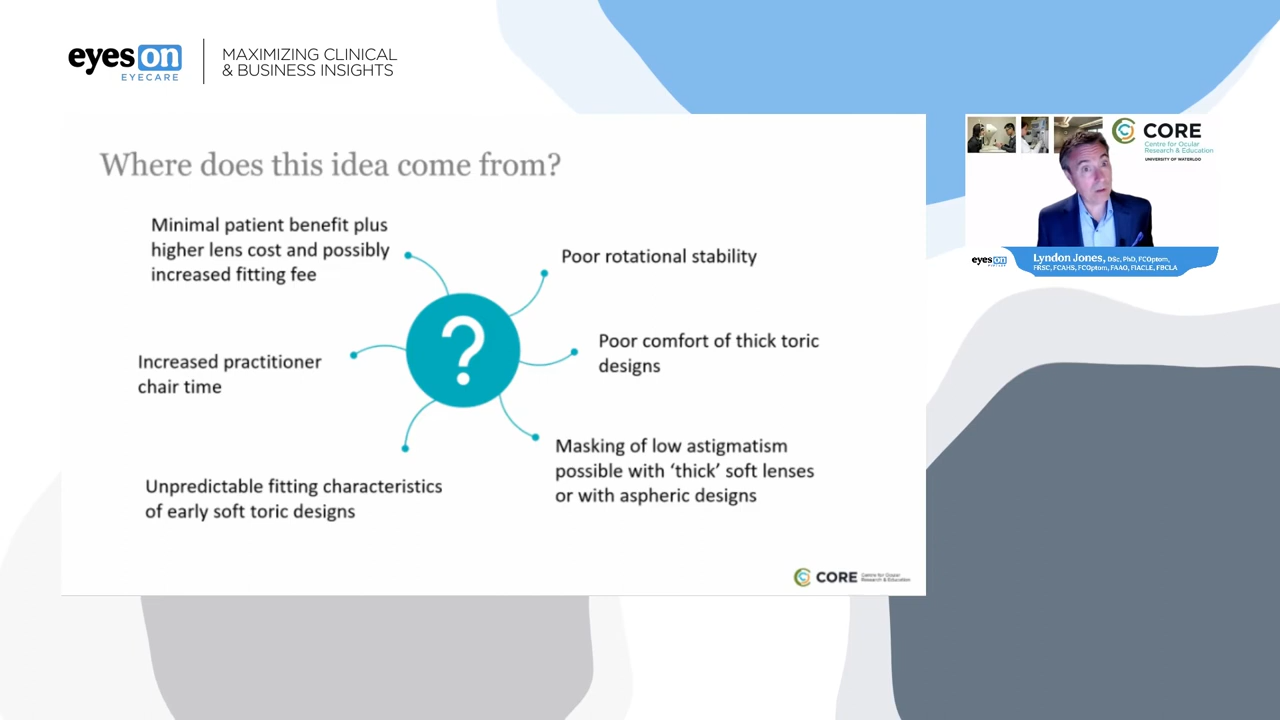 eyes on
EYECARE
MAXIMIZING CLINICAL
& BUSINESS INSIGHTS
Where does this idea come from?
Minimal patient benefit plus
higher lens cost and possibly
increased fitting fee
Increased practitioner
chair time
Unpredictable fitting characteristics
of early soft toric designs
?
Poor rotational stability
Poor comfort of thick toric
designs
Masking of low astigmatism
possible with ‘thick’ soft lenses
or with aspheric designs
CORE
Centre for Ocular
Research & Education
CORE
Centre for Ocular
Research & Education
UNIVERSITY OF WATERLOO
eyes on
EYECARE
Lyndon Jones, DSc, PhD, FCOptom,
FRSC, FCAHS, FCOptom, FAAO, FIACLE, FBCLA